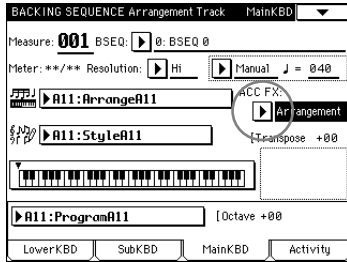 BACKING SEQUENCE Arrangement Track MainKBD
Measure: 001 BSEQ: 0: BSEQ 0
Meter: **/** Resolution: Hi Manual ♩ = 040
ACC FX:
A11:ArrangeA11
Arrangement
A11:StyleA11
[Transpose +00
A11:ProgramA11 [Octave +00
LowerKBD SubKBD MainKBD Activity